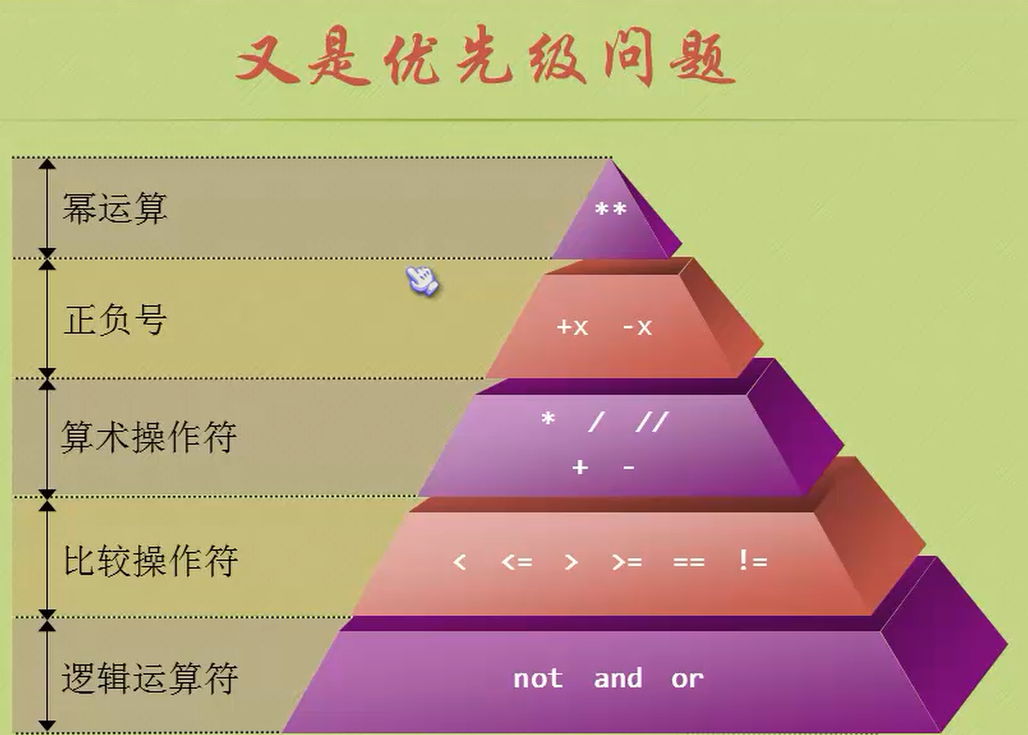 又是优先级问题
幂运算
**
正负号
+x -x
算术操作符
* / //
+ -
比较操作符
< <= > >= == !=
逻辑运算符
not and or